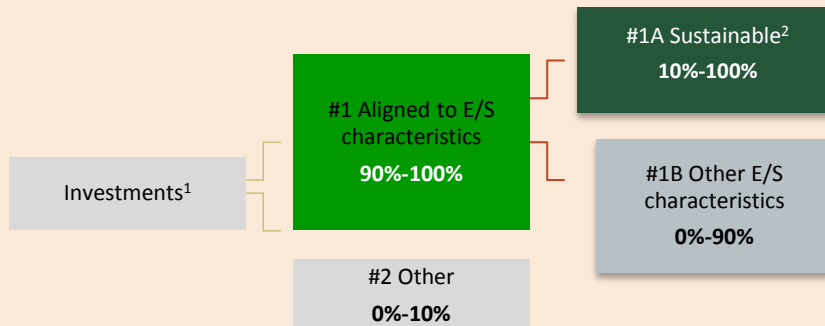 Investments1
#1 Aligned to E/S
characteristics
90%-100%
#2 Other
0%-10%
#1A Sustainable2
10%-100%
#1B Other E/S
characteristics
0%-90%